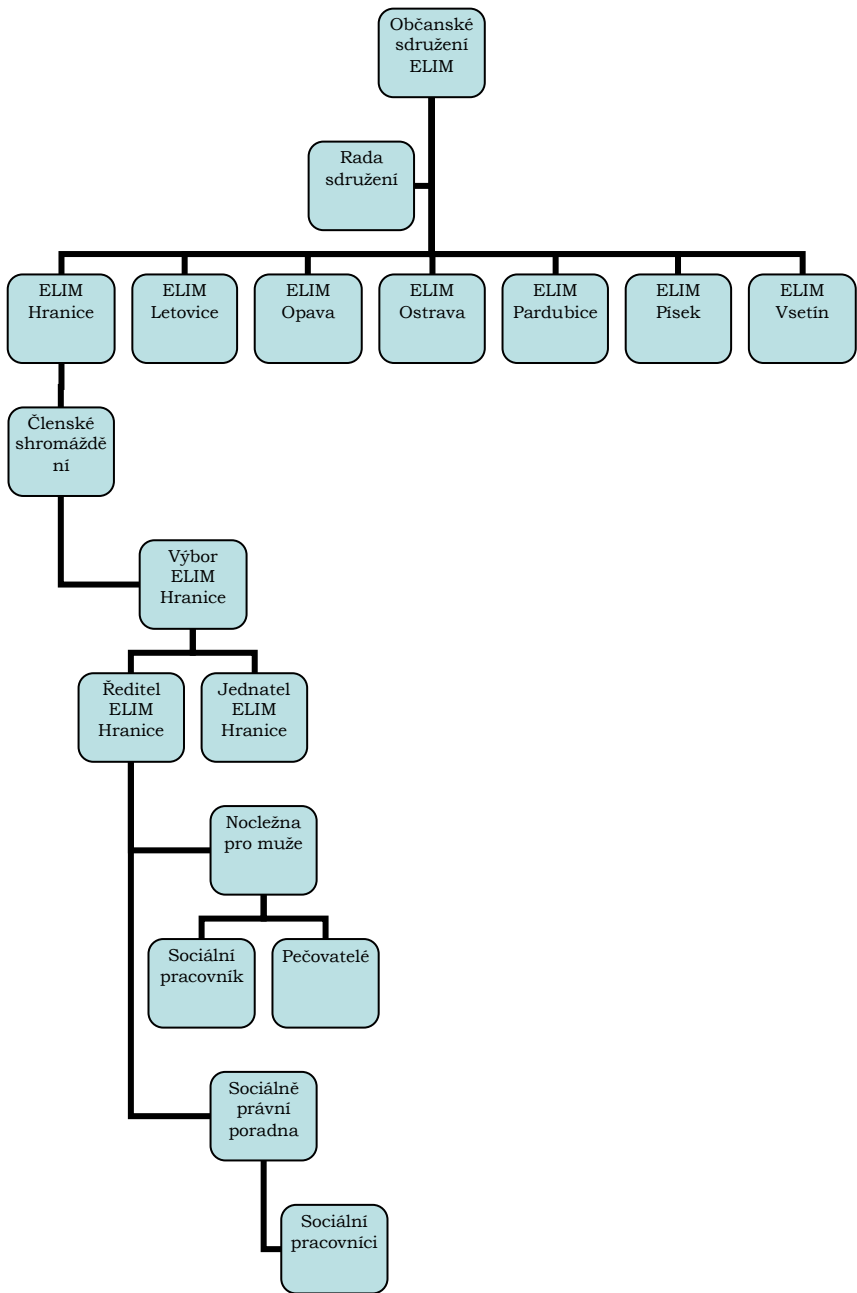 Občanské
sdružení
ELIM
Rada
sdružení
ELIM
Hranice
ELIM
Letovice
ELIM
Opava
ELIM
Ostrava
ELIM
Pardubice
ELIM
Písek
ELIM
Vsetín
Členské
shromáždě
ní
Výbor
ELIM
Hranice
Ředitel
ELIM
Hranice
Jednatel
ELIM
Hranice
Nocležna
pro muže
Sociální
pracovník
Pečovatelé
Sociálně
právní
poradna
Sociální
pracovníci